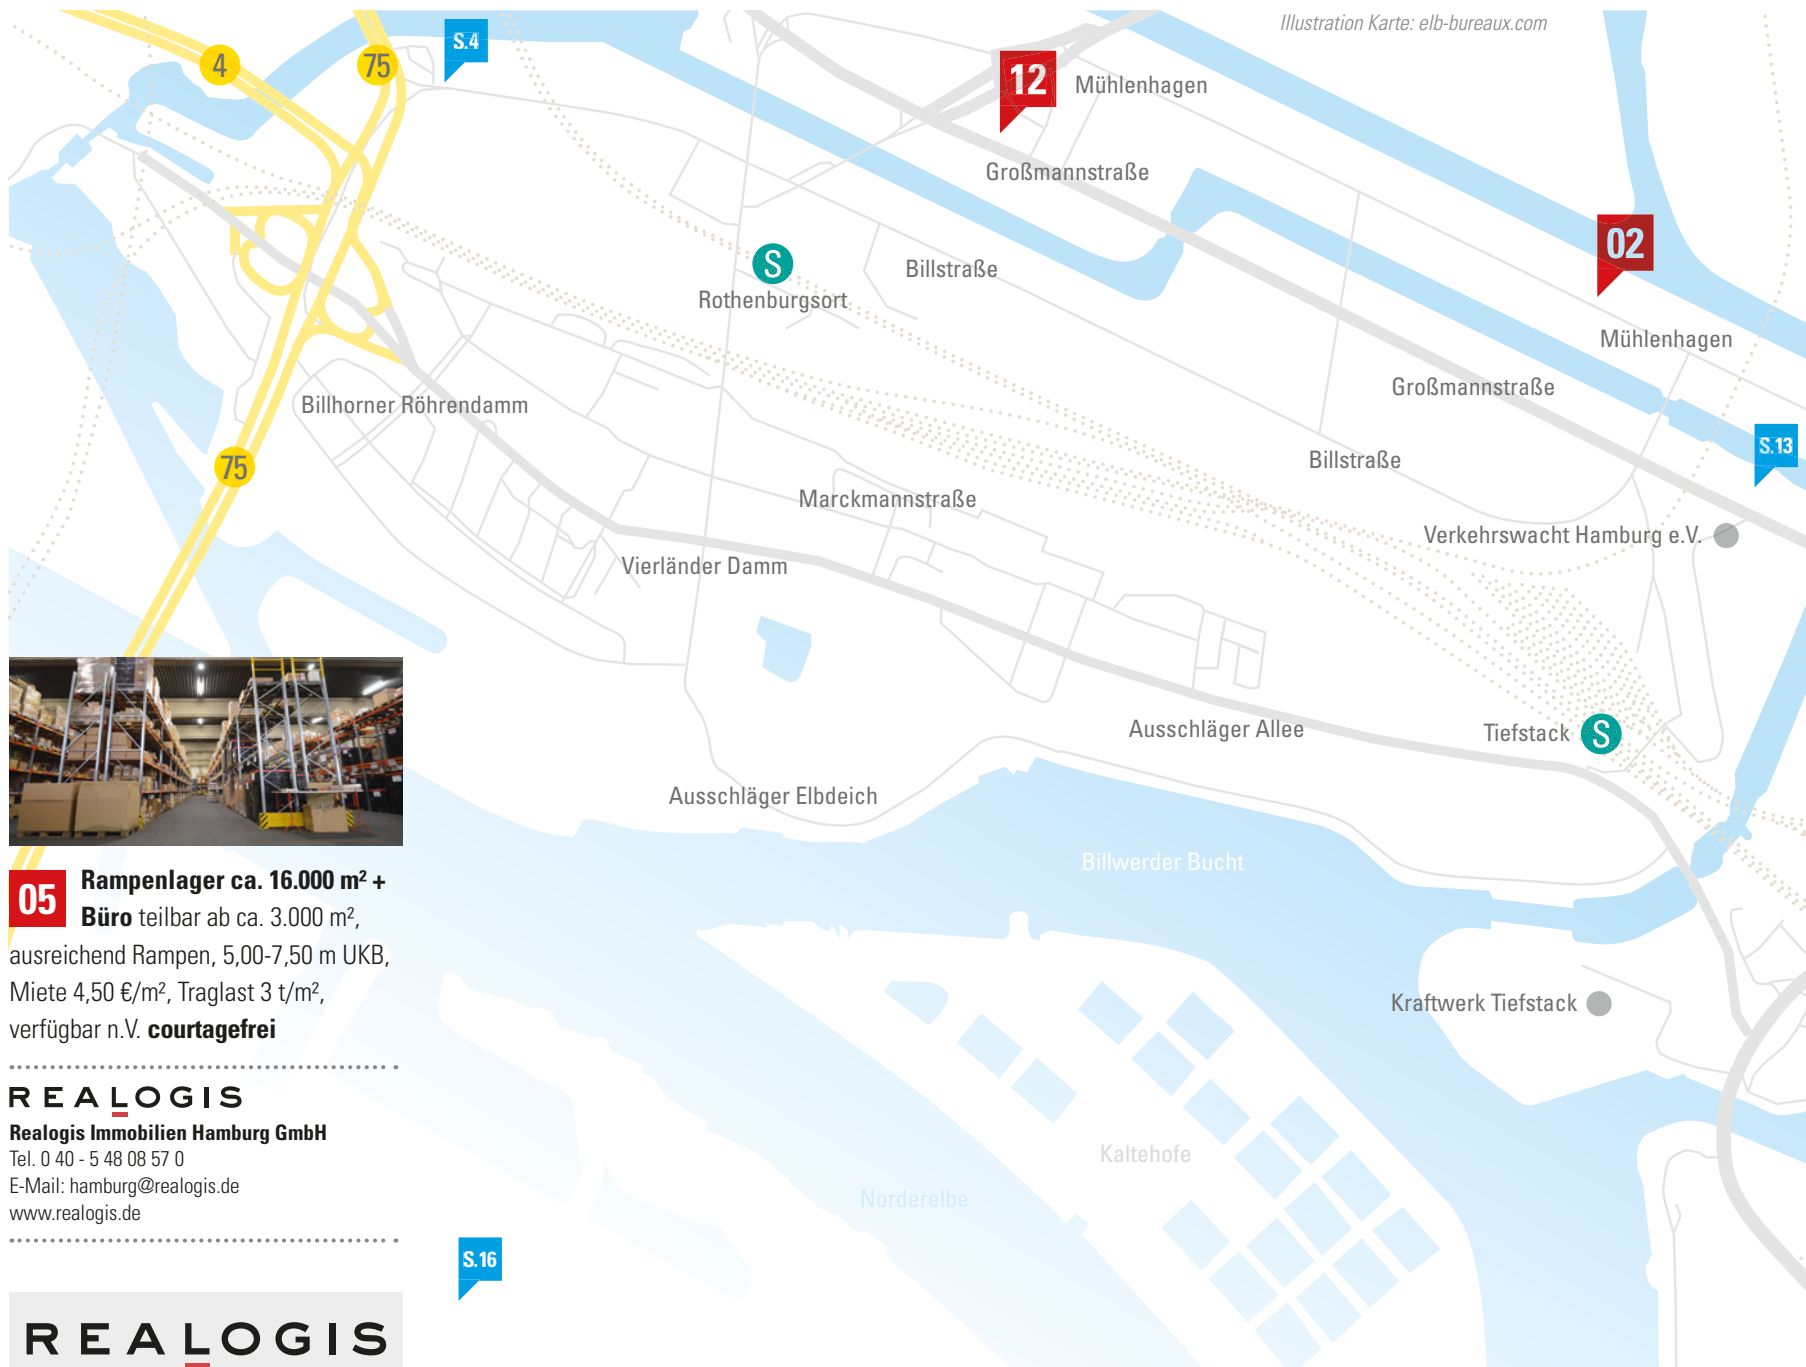 Illustration Karte: elb-bureaux.com
4
75
S.4
12
Mühlenhagen
Großmannstraße
02
S
Rothenburgsort
Billstraße
Mühlenhagen
Großmannstraße
Billhorner Röhrendamm
75
Billstraße
S.13
Marckmannstraße
Verkehrswacht Hamburg e.V.
Vierländer Damm
Ausschläger Allee
Tiefstack
S
Ausschläger Elbdeich
Billwerder Bucht
Kraftwerk Tiefstack
Kaltehofe
Norderelbe
S.16
05
Rampenlager ca. 16.000 m² +
Büro teilbar ab ca. 3.000 m²,
ausreichend Rampen, 5,00-7,50 m UKB,
Miete 4,50 €/m², Traglast 3 t/m²,
verfügbar n.V. courtagefrei
REALOGIS
Realogis Immobilien Hamburg GmbH
Tel. 0 40 - 5 48 08 57 0
E-Mail: hamburg@realogis.de
www.realogis.de
REALOGIS